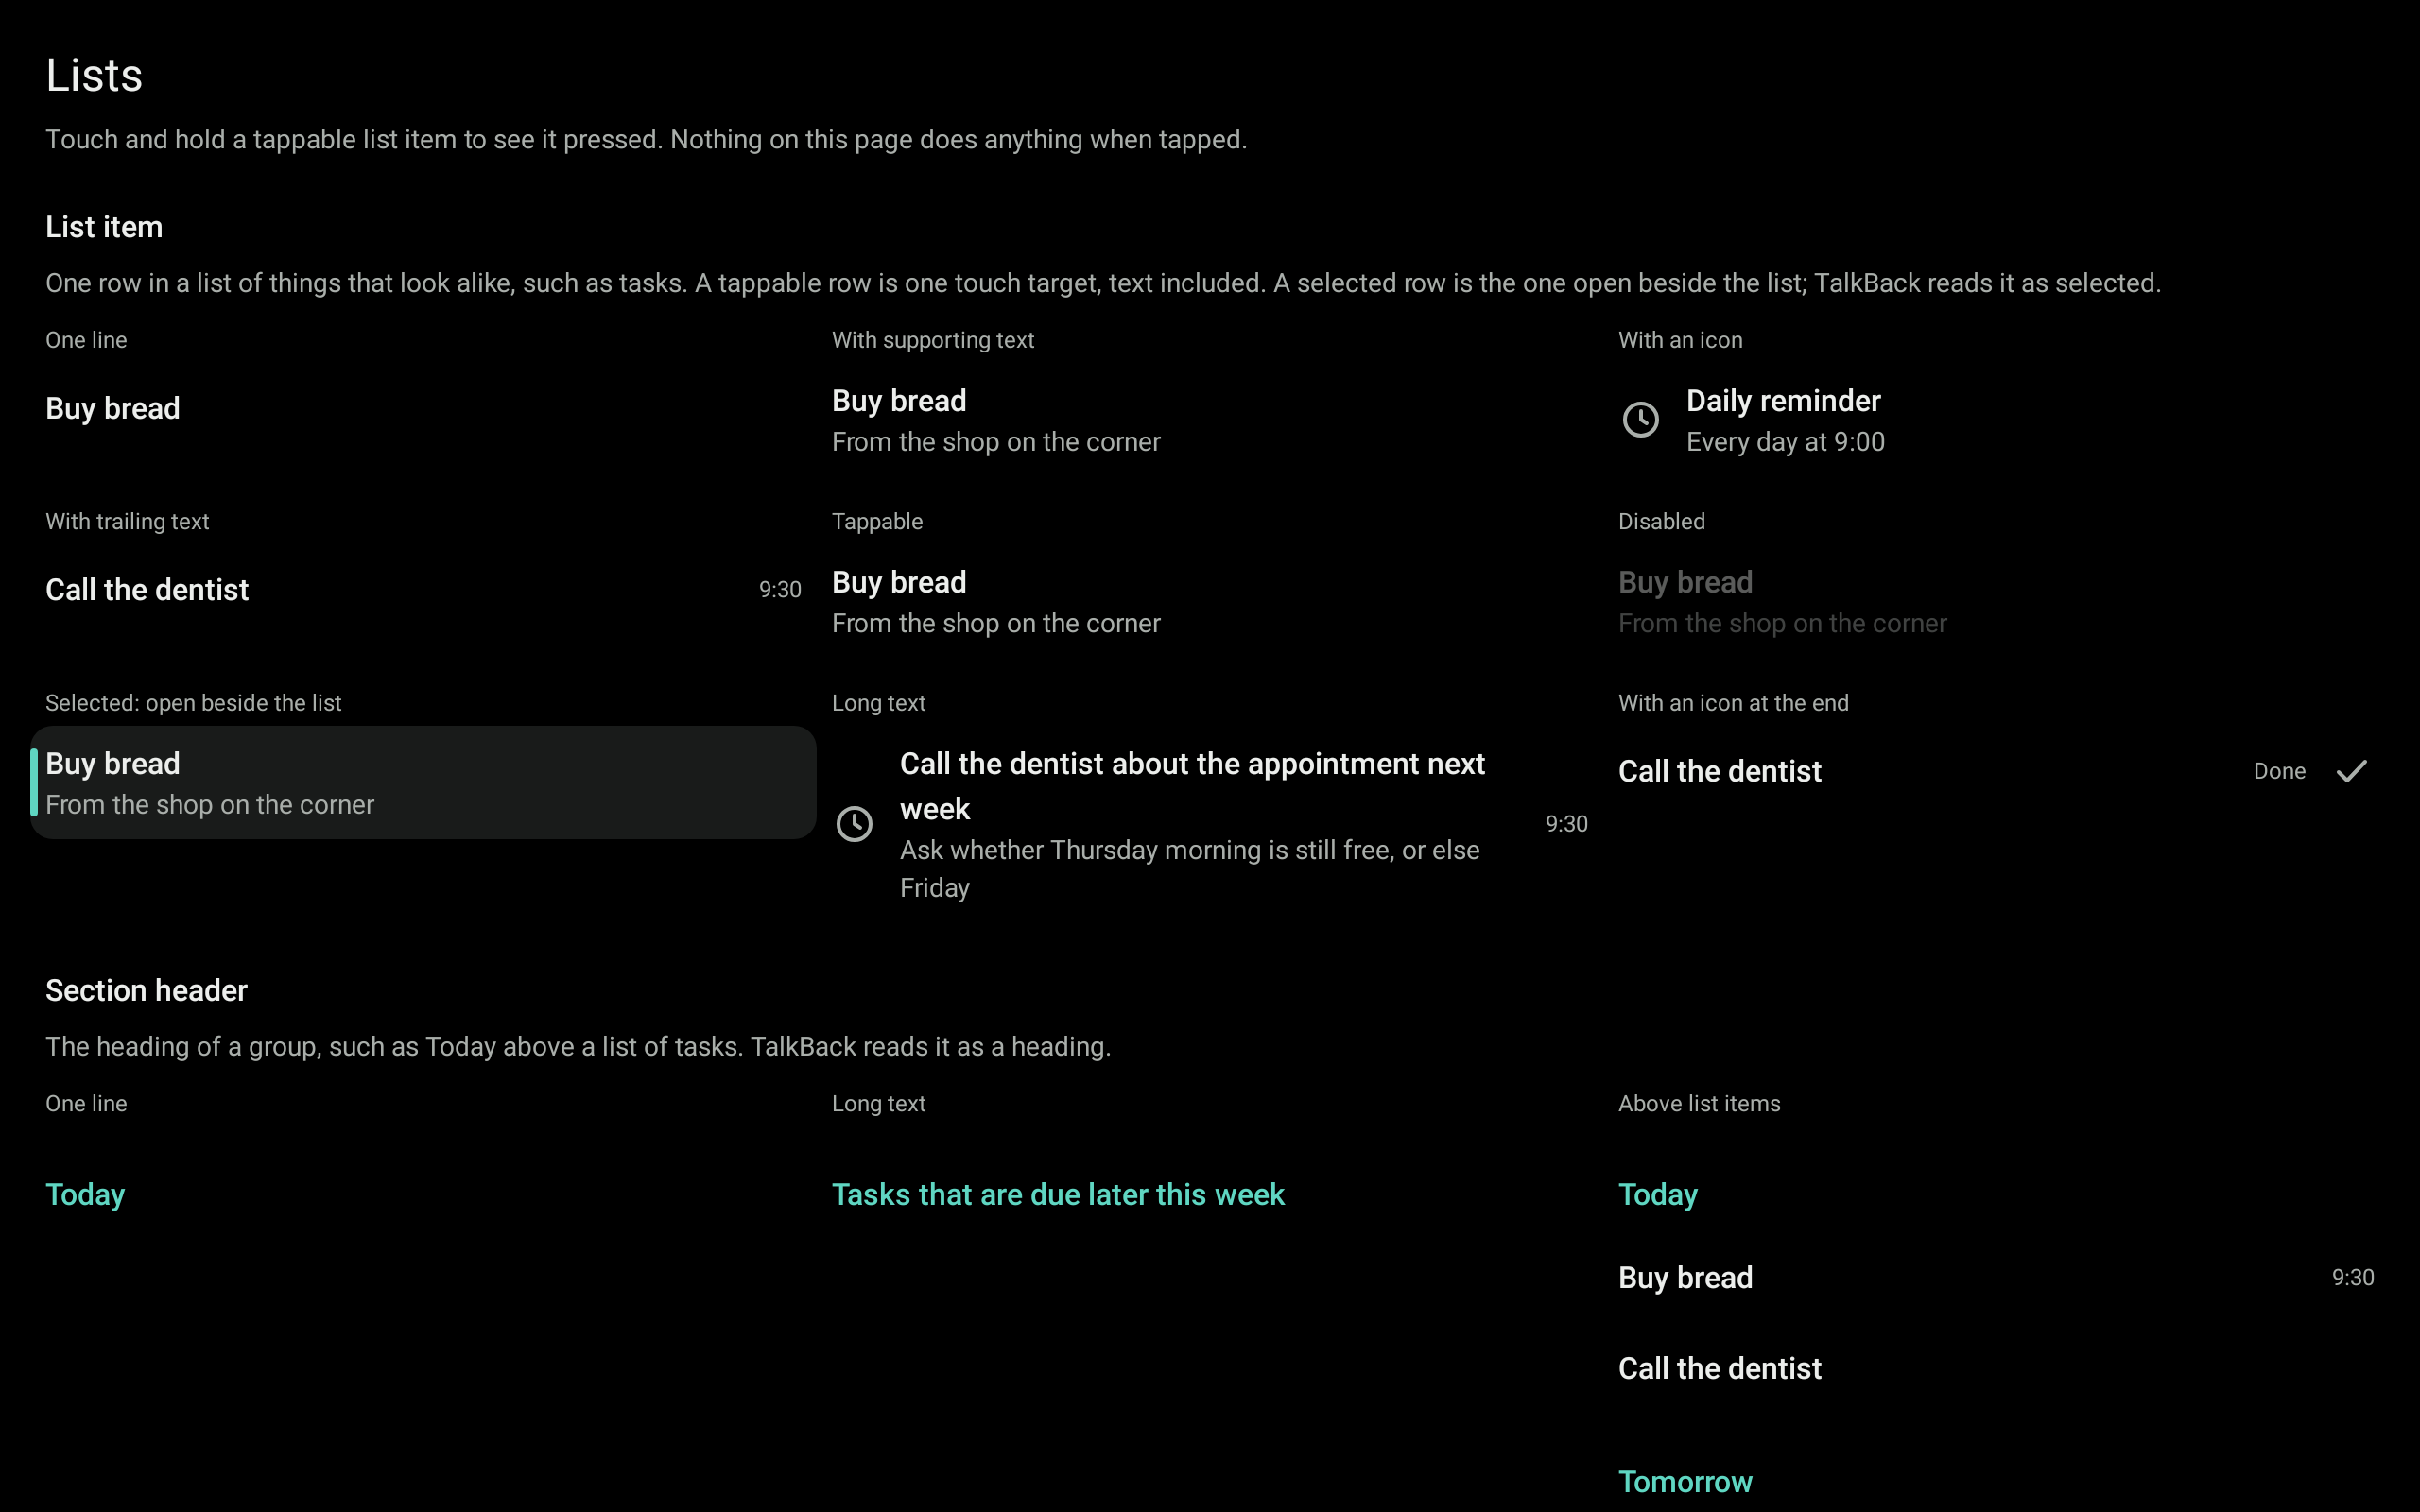 Lists
Touch and hold a tappable list item to see it pressed. Nothing on this page does anything when tapped.
List item
One row in a list of things that look alike, such as tasks. A tappable row is one touch target, text included. A selected row is the one open beside the list; TalkBack reads it as selected.
One line
Buy bread
With supporting text
Buy bread
From the shop on the corner
With an icon
Daily reminder
Every day at 9:00
With trailing text
Call the dentist
9:30
Tappable
Buy bread
From the shop on the corner
Disabled
Buy bread
From the shop on the corner
Selected: open beside the list
Buy bread
From the shop on the corner
Long text
Call the dentist about the appointment next
week
Ask whether Thursday morning is still free, or else
Friday
9:30
With an icon at the end
Call the dentist
Done
Section header
The heading of a group, such as Today above a list of tasks. TalkBack reads it as a heading.
One line
Today
Long text
Tasks that are due later this week
Above list items
Today
Buy bread
9:30
Call the dentist
Tomorrow